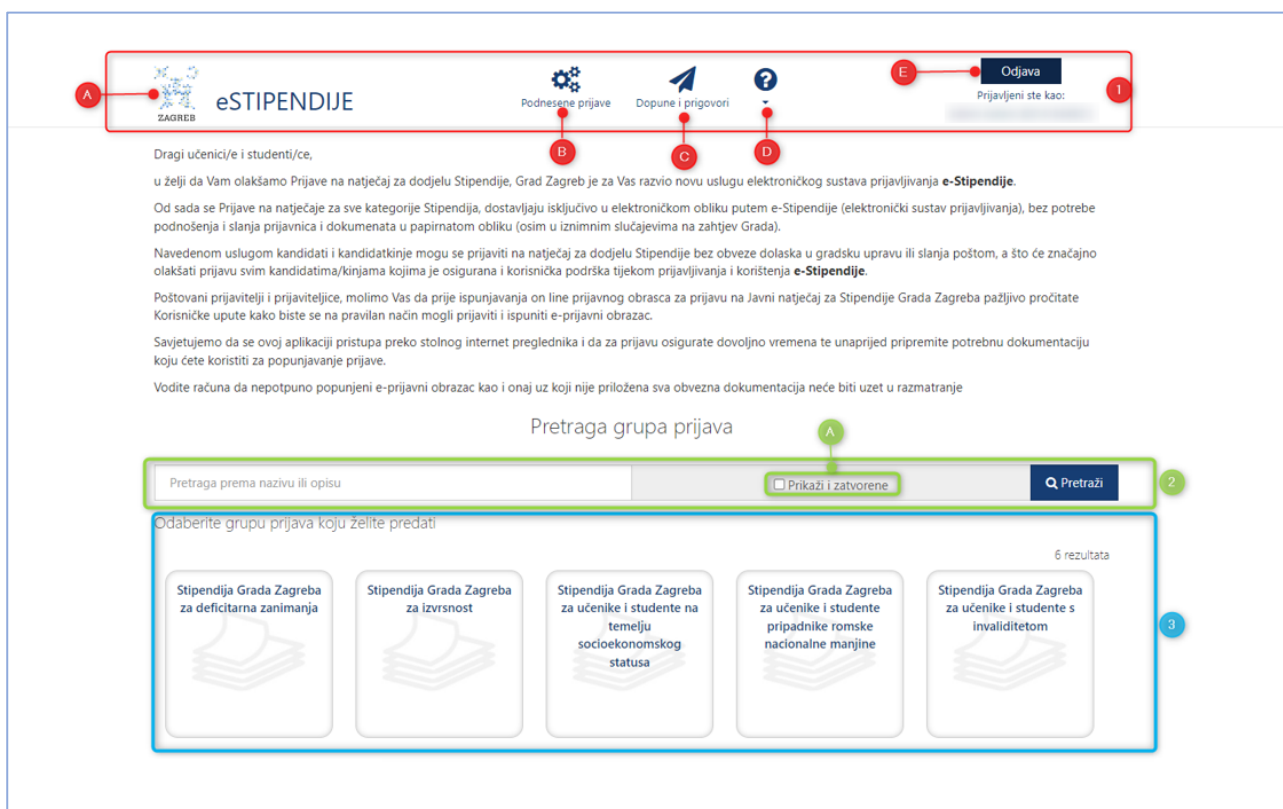 E
Odjava
A
eSTIPENDIJE
ZAGREB
Podnesene prijave
Dopune i prigovori
Prijavljeni ste kao:
1
B
C
D
Dragi učenici/e i studenti/ce,
u želji da Vam olakšamo Prijave na natječaj za dodjelu Stipendije, Grad Zagreb je za Vas razvio novu uslugu elektroničkog sustava prijavljivanja e-Stipendije.
Od sada se Prijave na natječaje za sve kategorije Stipendija, dostavljaju isključivo u elektroničkom obliku putem e-Stipendije (elektronički sustav prijavljivanja), bez potrebe
podnošenja i slanja prijavnica i dokumenata u papirnatom obliku (osim u iznimnim slučajevima na zahtjev Grada).
Navedenom uslugom kandidati i kandidatkinje mogu se prijaviti na natječaj za dodjelu Stipendije bez obveze dolaska u gradsku upravu ili slanja poštom, a što će značajno
olakšati prijavu svim kandidatima/kinjama kojima je osigurana i korisnička podrška tijekom prijavljivanja i korištenja e-Stipendije.
Poštovani prijavitelji i prijaviteljice, molimo Vas da prije ispunjavanja on line prijavnog obrasca za prijavu na Javni natječaj za Stipendije Grada Zagreba pažljivo pročitate
Korisničke upute kako biste se na pravilan način mogli prijaviti i ispuniti e-prijavni obrazac.
Savjetujemo da se ovoj aplikaciji pristupa preko stolnog internet preglednika i da za prijavu osigurate dovoljno vremena te unaprijed pripremite potrebnu dokumentaciju
koju ćete koristiti za popunjavanje prijave.
Vodite računa da nepotpuno popunjeni e-prijavni obrazac kao i onaj uz koji nije priložena sva obvezna dokumentacija neće biti uzet u razmatranje
Pretraga grupa prijava
A
Pretraga prema nazivu ili opisu
Prikaži i zatvorene
Pretraži
2
Odaberite grupu prijava koju želite predati
6 rezultata
Stipendija Grada Zagreba
za deficitarna zanimanja
Stipendija Grada Zagreba
za izvrsnost
Stipendija Grada Zagreba
za učenike i studente na
temelju
socioekonomskog
statusa
Stipendija Grada Zagreba
za učenike i studente
pripadnike romske
nacionalne manjine
Stipendija Grada Zagreba
za učenike i studente s
invaliditetom
3